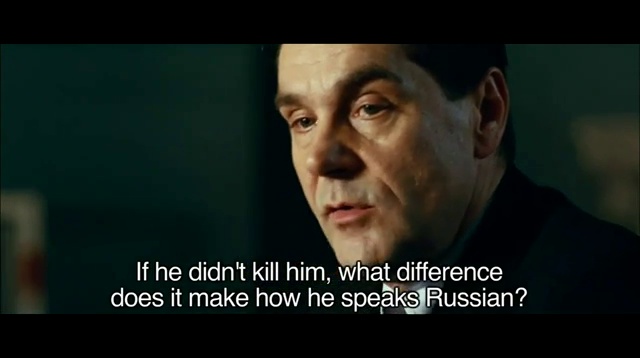 If he didn't kill him, what difference
does it make how he speaks Russian?